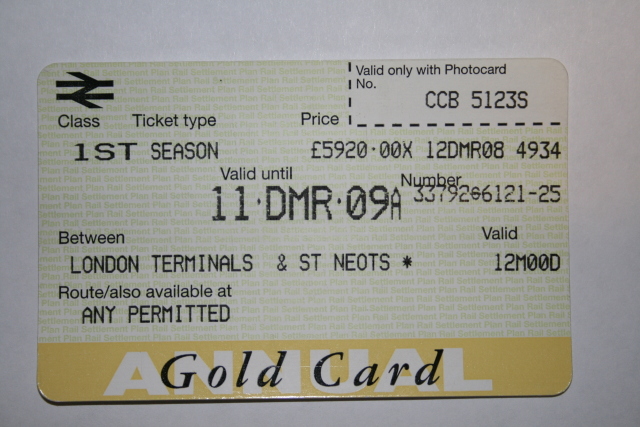 Valid only with Photocard
No.
CCB 5123S
Class Ticket type Price
1ST SEASON £5920·00X 12DMR08 4934
Valid until Number
11·DMR·09A 3379266121-25
Between Valid
LONDON TERMINALS & ST NEOTS * 12M00D
Route/also available at
ANY PERMITTED
ANNUAL
Gold Card